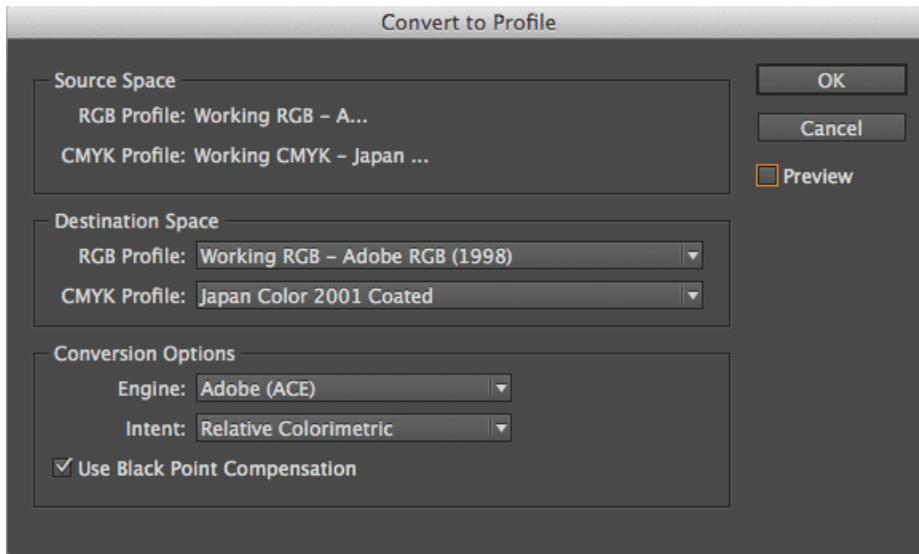 Convert to Profile
Source Space
RGB Profile: Working RGB – A...
CMYK Profile: Working CMYK – Japan ...
OK
Cancel
Preview
Destination Space
RGB Profile: Working RGB – Adobe RGB (1998)
CMYK Profile: Japan Color 2001 Coated
Conversion Options
Engine: Adobe (ACE)
Intent: Relative Colorimetric
Use Black Point Compensation